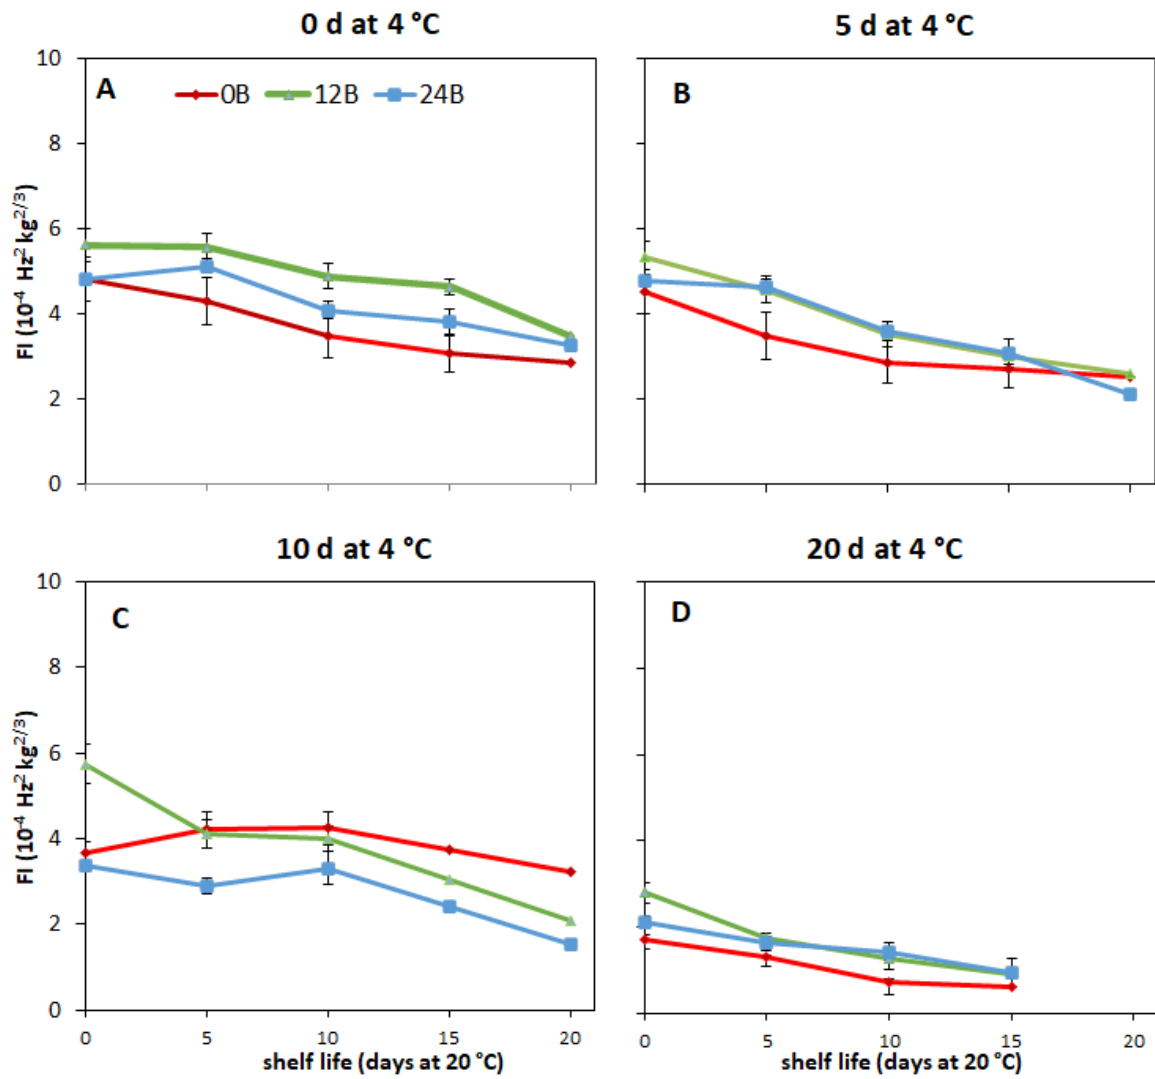 0 d at 4 °C
5 d at 4 °C
A
0B 12B 24B
B
10
8
6
4
2
0
FI (10⁻⁴ Hz² kg²/³)
10 d at 4 °C
20 d at 4 °C
C
D
10
8
6
4
2
0
FI (10⁻⁴ Hz² kg²/³)
0 5 10 15 20
0 5 10 15 20
shelf life (days at 20 °C)
shelf life (days at 20 °C)